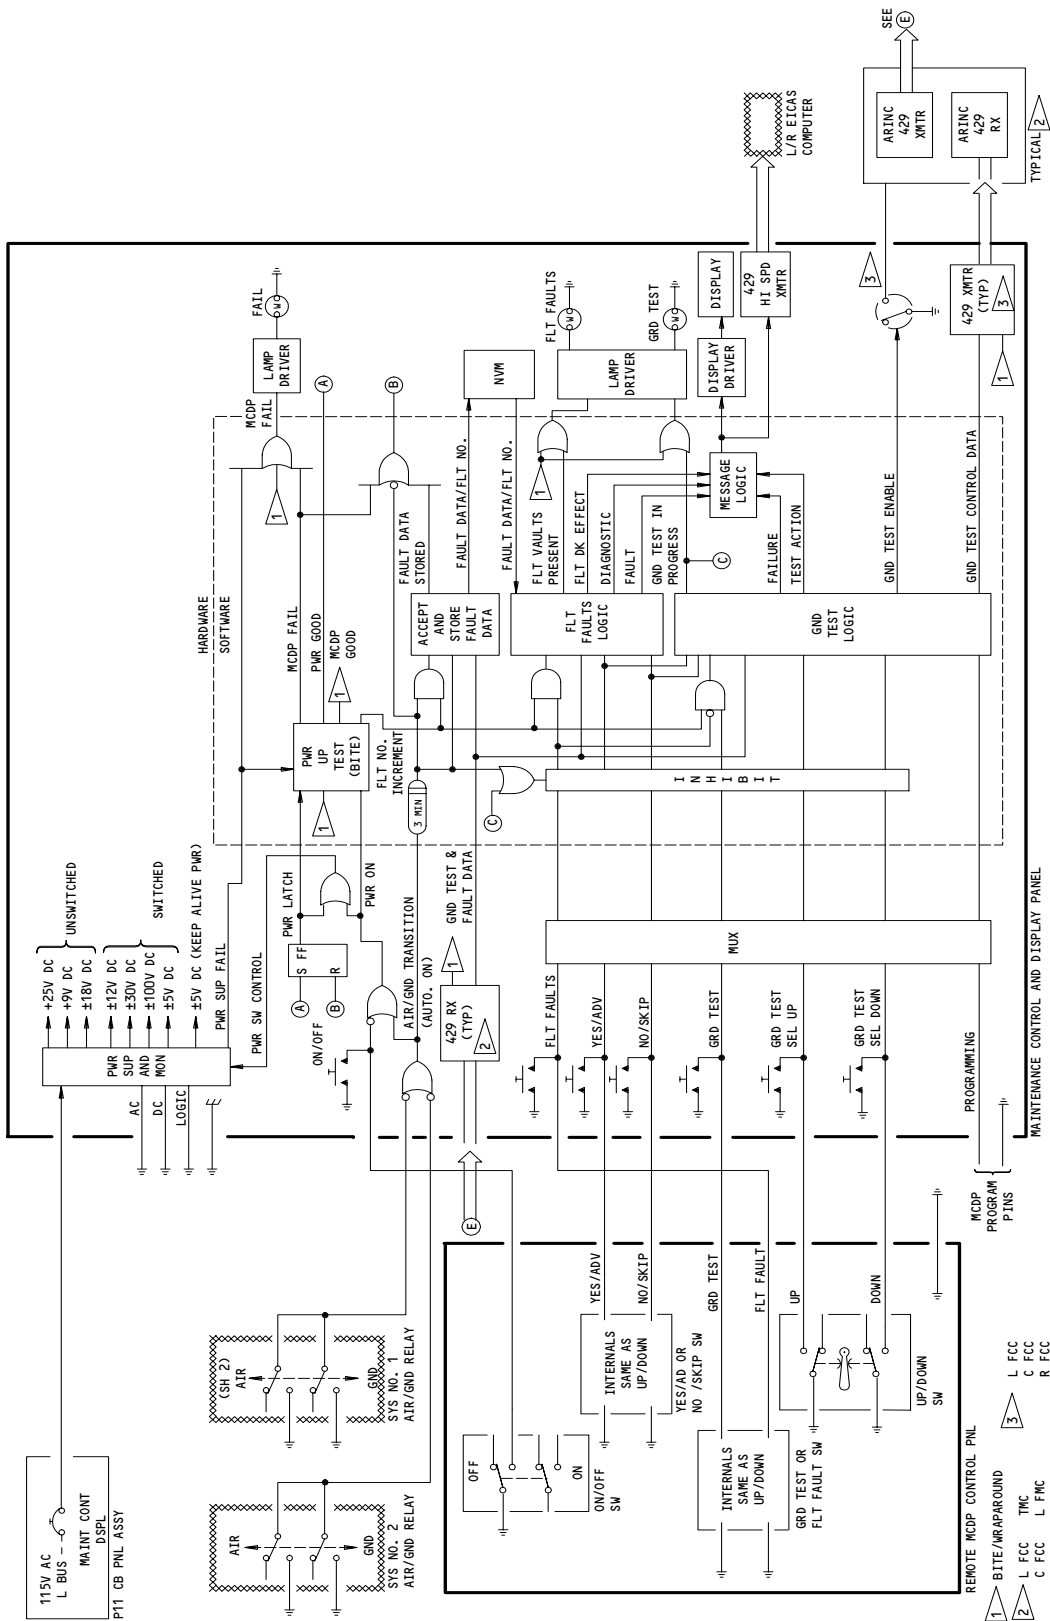 115V AC
L BUS
MAINT CONT
DSPL
P11 CB PNL ASSY
AIR
GND
SYS NO. 2
AIR/GND RELAY
(SH 2)
AIR
GND
SYS NO. 1
AIR/GND RELAY
OFF
ON
ON/OFF
SW
INTERNALS
SAME AS
UP/DOWN
YES/AD OR
NO /SKIP SW
INTERNALS
SAME AS
UP/DOWN
GRD TEST OR
FLT FAULT SW
UP/DOWN
SW
YES/ADV
NO/SKIP
GRD TEST
FLT FAULT
UP
DOWN
REMOTE MCDP CONTROL PNL
MCDP
PROGRAM
PINS
E
AC
DC
LOGIC
PWR
SUP
AND
MON
+25V DC
+9V DC
±18V DC
UNSWITCHED
±12V DC
±30V DC
±100V DC
±5V DC
SWITCHED
±5V DC (KEEP ALIVE PWR)
PWR SUP FAIL
PWR SW CONTROL
A
B
S FF
R
PWR LATCH
PWR ON
ON/OFF
AIR/GND TRANSITION
(AUTO. ON)
429 RX
(TYP)
2
1
GND TEST &
FAULT DATA
FLT FAULTS
YES/ADV
NO/SKIP
GRD TEST
GRD TEST
SEL UP
GRD TEST
SEL DOWN
PROGRAMMING
MUX
HARDWARE
SOFTWARE
PWR
UP
TEST
(BITE)
1
MCDP FAIL
PWR GOOD
1
MCDP
GOOD
FLT NO.
INCREMENT
3 MIN
C
INHIBIT
ACCEPT
AND
STORE
FAULT
DATA
FLT
FAULTS
LOGIC
GND
TEST
LOGIC
FAULT DATA
STORED
FAULT DATA/FLT NO.
FAULT DATA/FLT NO.
FLT VAULTS
PRESENT
FLT DK EFFECT
DIAGNOSTIC
FAULT
GND TEST IN
PROGRESS
C
FAILURE
TEST ACTION
GND TEST ENABLE
GND TEST CONTROL DATA
1
1
MESSAGE
LOGIC
MCDP
FAIL
LAMP
DRIVER
FAIL
W
A
B
NVM
LAMP
DRIVER
FLT FAULTS
W
GRD TEST
W
DISPLAY
DRIVER
DISPLAY
429
HI SPD
XMTR
L/R EICAS
COMPUTER
3
429 XMTR
(TYP)
3
1
ARINC
429
XMTR
ARINC
429
RX
TYPICAL
2
SEE
E
MAINTENANCE CONTROL AND DISPLAY PANEL
1 BITE/WRAPAROUND
2 L FCC TMC
C FCC L FMC
3 L FCC
C FCC
R FCC